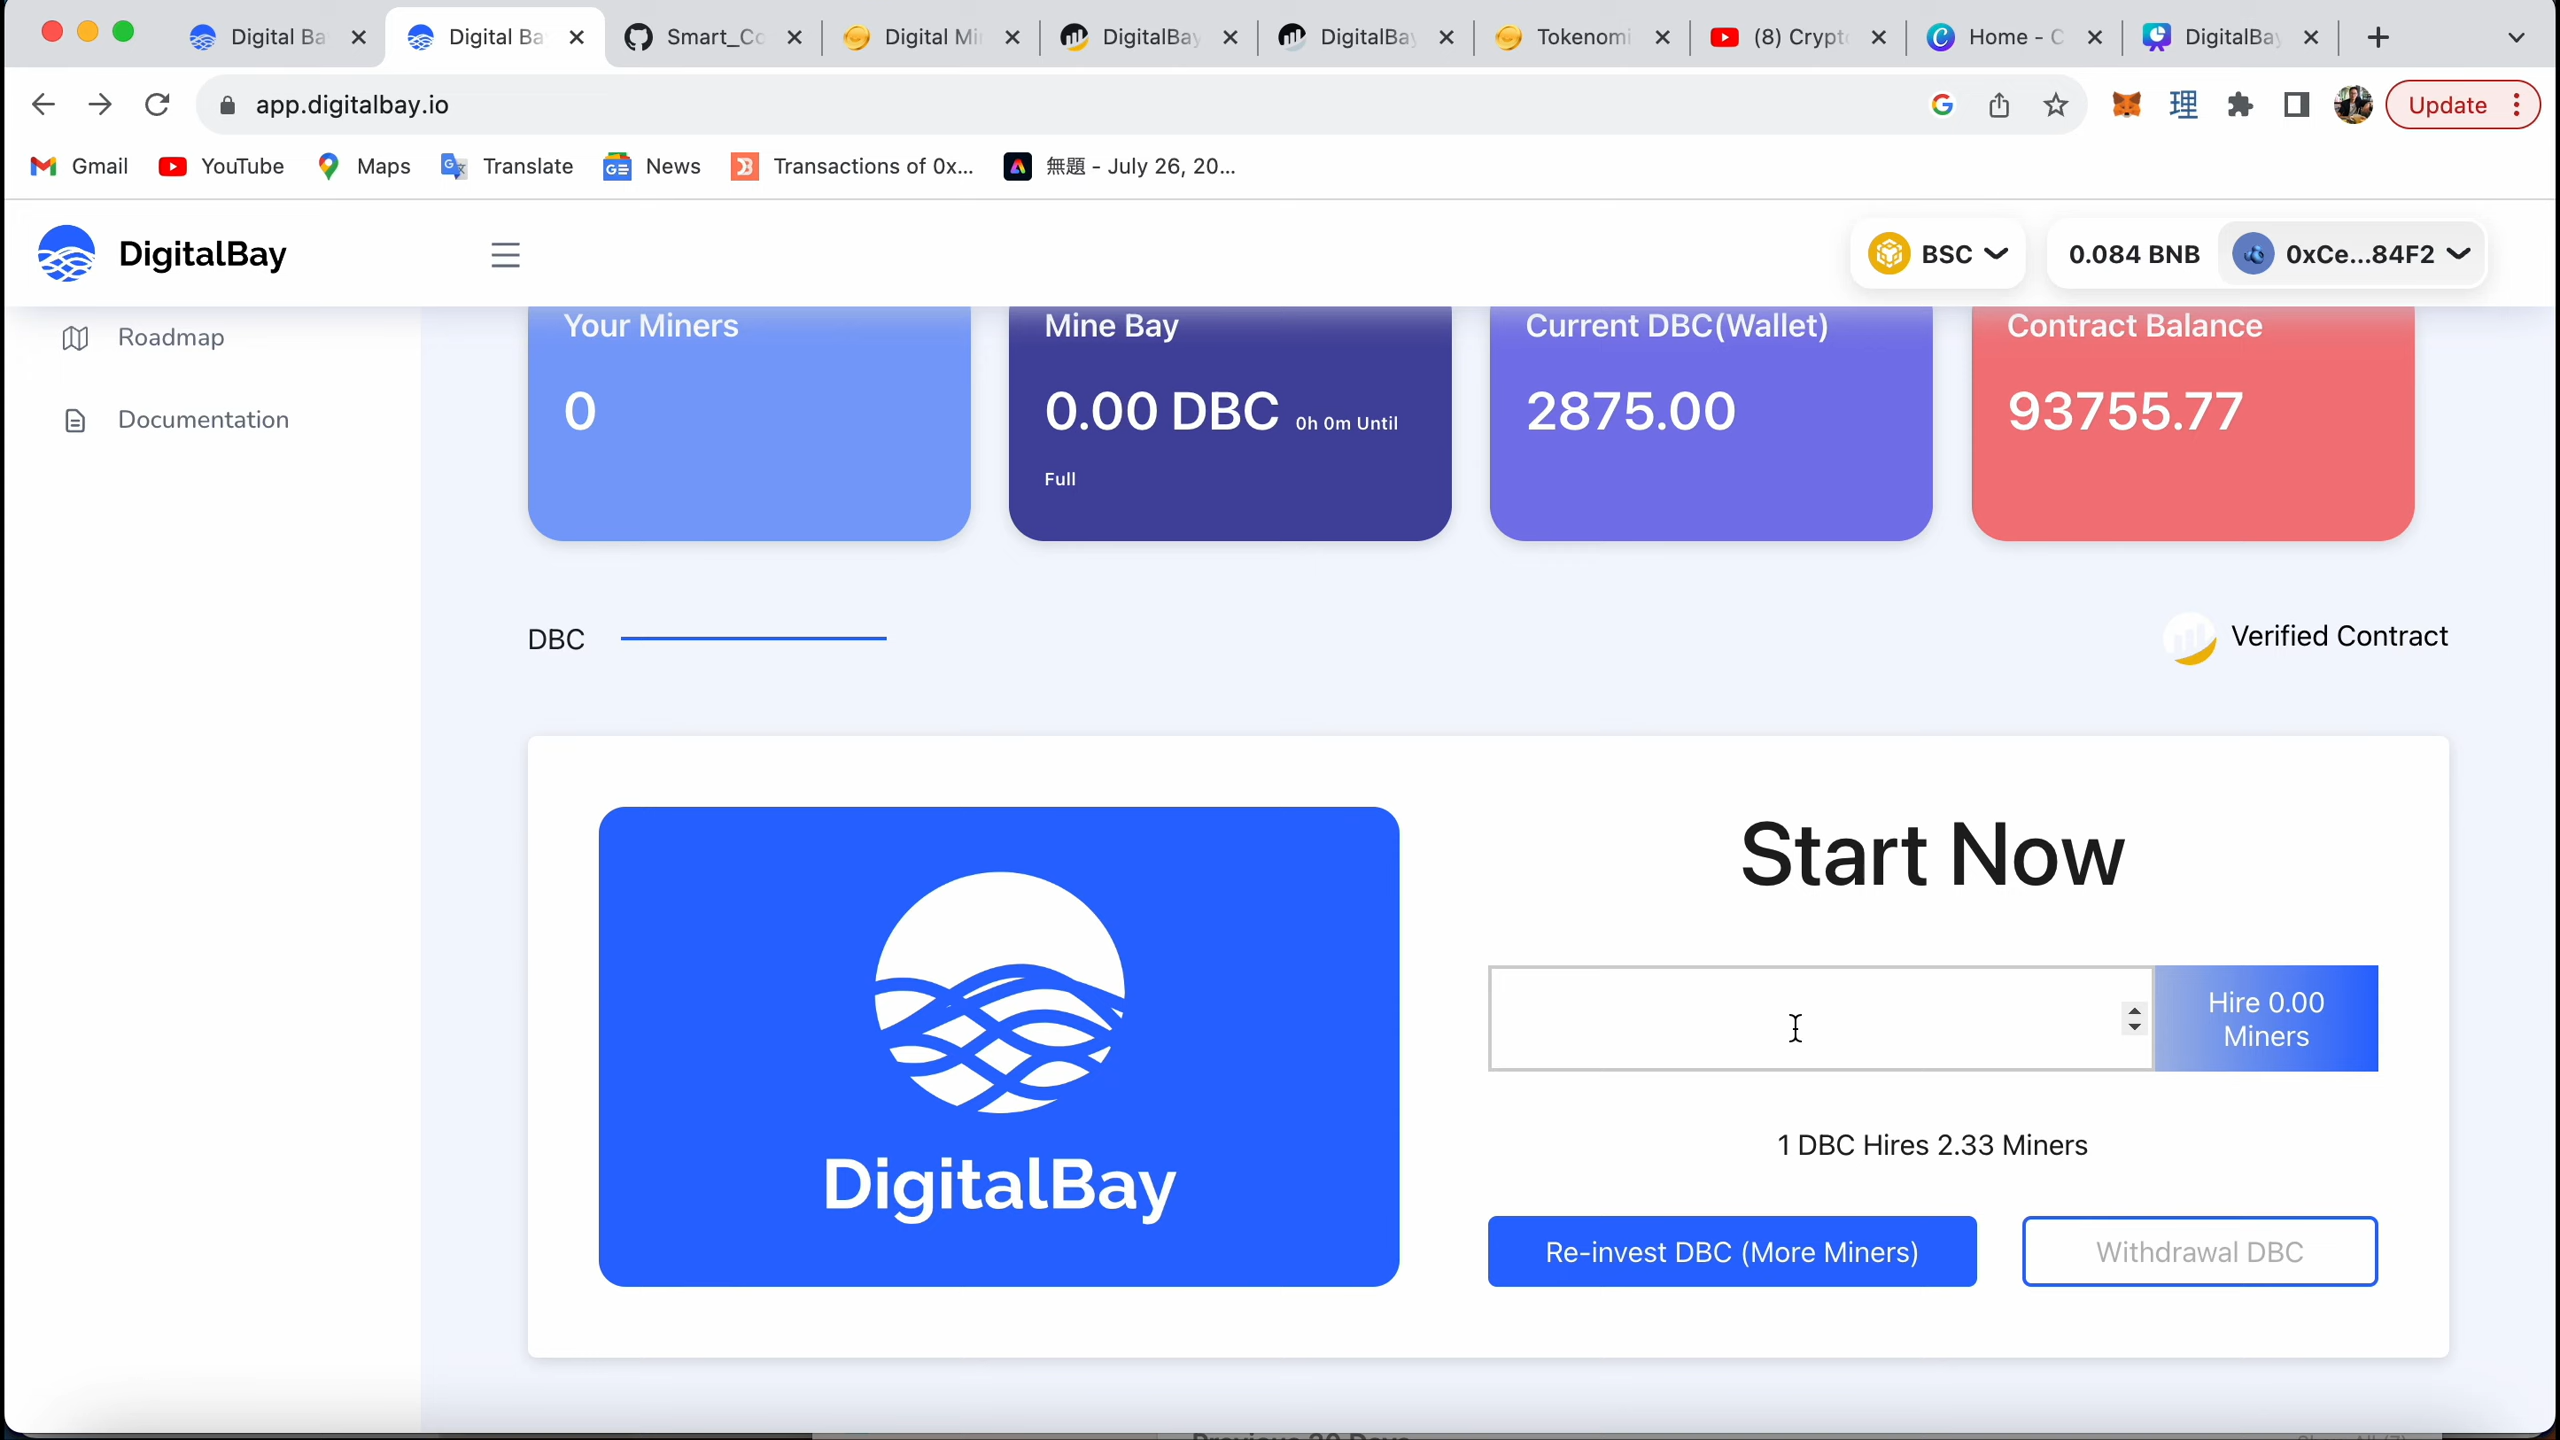 Digital Ba
Digital Ba
Smart_Co
Digital Mi
DigitalBay
DigitalBay
Tokenomi
(8) Crypt
Home - C
DigitalBay
app.digitalbay.io
Update
Gmail
YouTube
Maps
Translate
News
Transactions of 0x...
無題 - July 26, 20...
DigitalBay
BSC
0.084 BNB
0xCe...84F2
Roadmap
Documentation
Your Miners
0
Mine Bay
0.00 DBC 0h 0m Until
Full
Current DBC(Wallet)
2875.00
Contract Balance
93755.77
DBC
Verified Contract
DigitalBay
Start Now
Hire 0.00
Miners
1 DBC Hires 2.33 Miners
Re-invest DBC (More Miners)
Withdrawal DBC